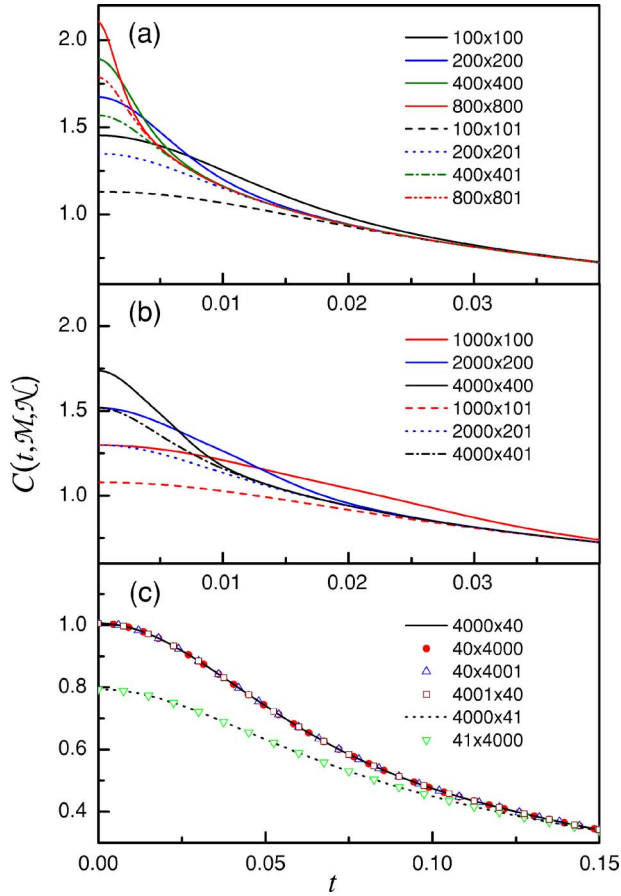 (a)
2.0
1.5
1.0
100x100
200x200
400x400
800x800
100x101
200x201
400x401
800x801
0.01 0.02 0.03
(b)
2.0
1.5
1.0
1000x100
2000x200
4000x400
1000x101
2000x201
4000x401
C(t,ℳ,𝒩)
0.01 0.02 0.03
(c)
1.0
0.8
0.6
0.4
4000x40
40x4000
40x4001
4001x40
4000x41
41x4000
0.00 0.05 0.10 0.15
t